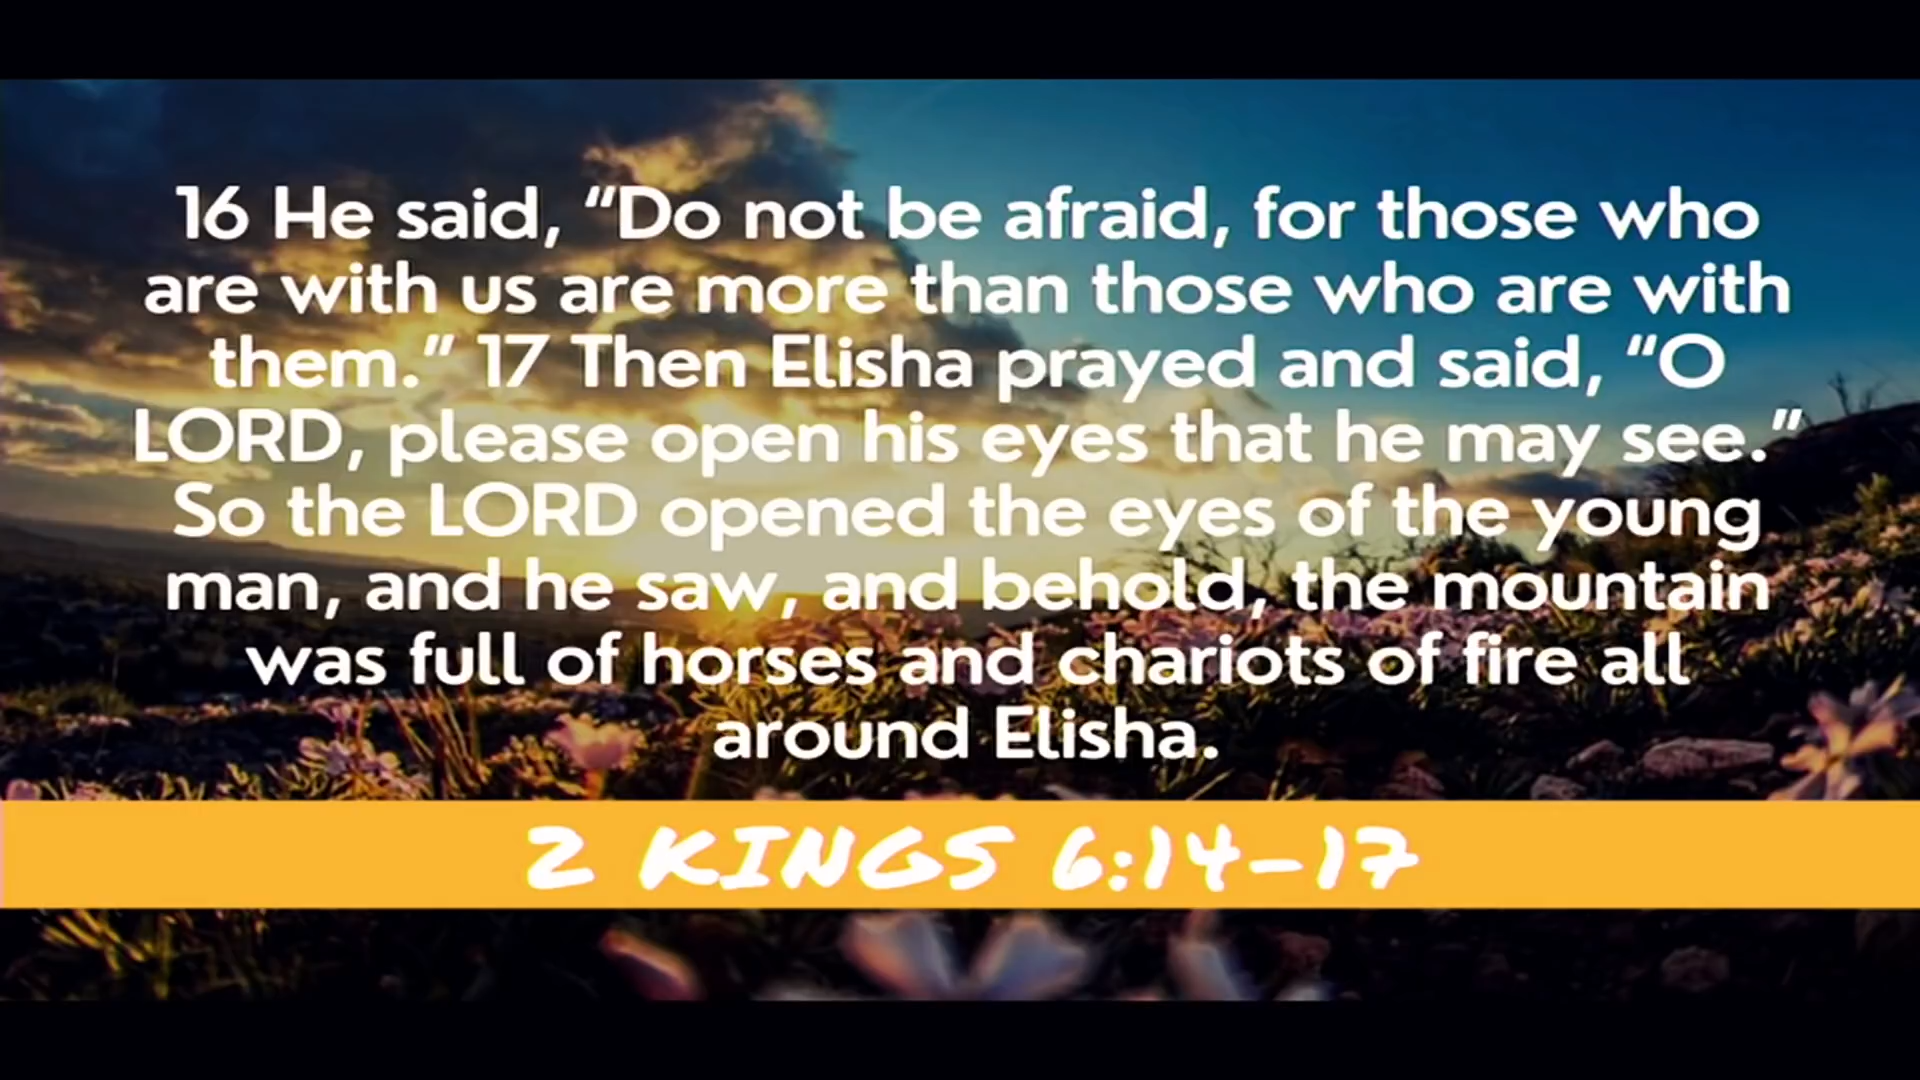 16 He said, “Do not be afraid, for those who
are with us are more than those who are with
them.” 17 Then Elisha prayed and said, “O
LORD, please open his eyes that he may see.”
So the LORD opened the eyes of the young
man, and he saw, and behold, the mountain
was full of horses and chariots of fire all
around Elisha.
2 KINGS 6:14-17